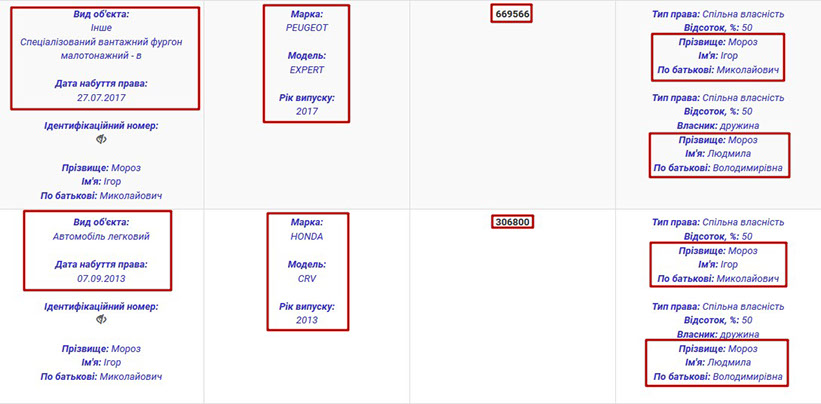 Вид об'єкта:
Інше
Спеціалізований вантажний фургон
малотонажний - в
Дата набуття права:
27.07.2017
Ідентифікаційний номер:
Прізвище: Мороз
Ім'я: Ігор
По батькові: Миколайович
Марка:
PEUGEOT
Модель:
EXPERT
Рік випуску:
2017
669566
Тип права: Спільна власність
Відсоток, %: 50
Прізвище: Мороз
Ім'я: Ігор
По батькові: Миколайович
Тип права: Спільна власність
Відсоток, %: 50
Власник: дружина
Прізвище: Мороз
Ім'я: Людмила
По батькові: Володимирівна
Вид об'єкта:
Автомобіль легковий
Дата набуття права:
07.09.2013
Ідентифікаційний номер:
Прізвище: Мороз
Ім'я: Ігор
По батькові: Миколайович
Марка:
HONDA
Модель:
CRV
Рік випуску:
2013
306800
Тип права: Спільна власність
Відсоток, %: 50
Прізвище: Мороз
Ім'я: Ігор
По батькові: Миколайович
Тип права: Спільна власність
Відсоток, %: 50
Власник: дружина
Прізвище: Мороз
Ім'я: Людмила
По батькові: Володимирівна